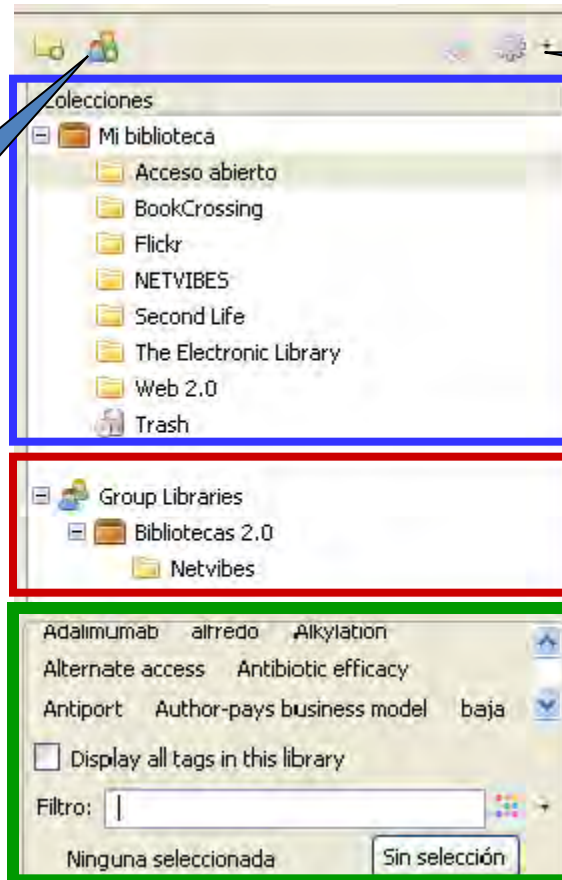 Colecciones
Mi biblioteca
Acceso abierto
BookCrossing
Flickr
NETVIBES
Second Life
The Electronic Library
Web 2.0
Trash
Group Libraries
Bibliotecas 2.0
Netvibes
Adalimumab alfredo Alkylation
Alternate access Antibiotic efficacy
Antiport Author-pays business model baja
Display all tags in this library
Filtro:
Ninguna seleccionada Sin selección